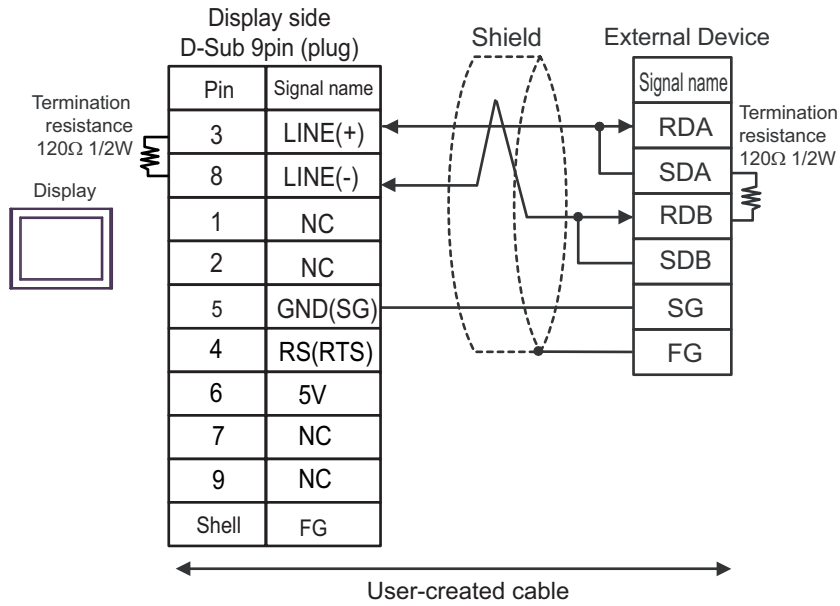 Display side
D-Sub 9pin (plug)
Shield
External Device
Pin Signal name
Signal name
Termination
resistance
120Ω 1/2W
3 LINE(+)
RDA
Termination
resistance
120Ω 1/2W
8 LINE(-)
SDA
Display
1 NC
RDB
2 NC
SDB
5 GND(SG)
SG
4 RS(RTS)
FG
6 5V
7 NC
9 NC
Shell FG
User-created cable